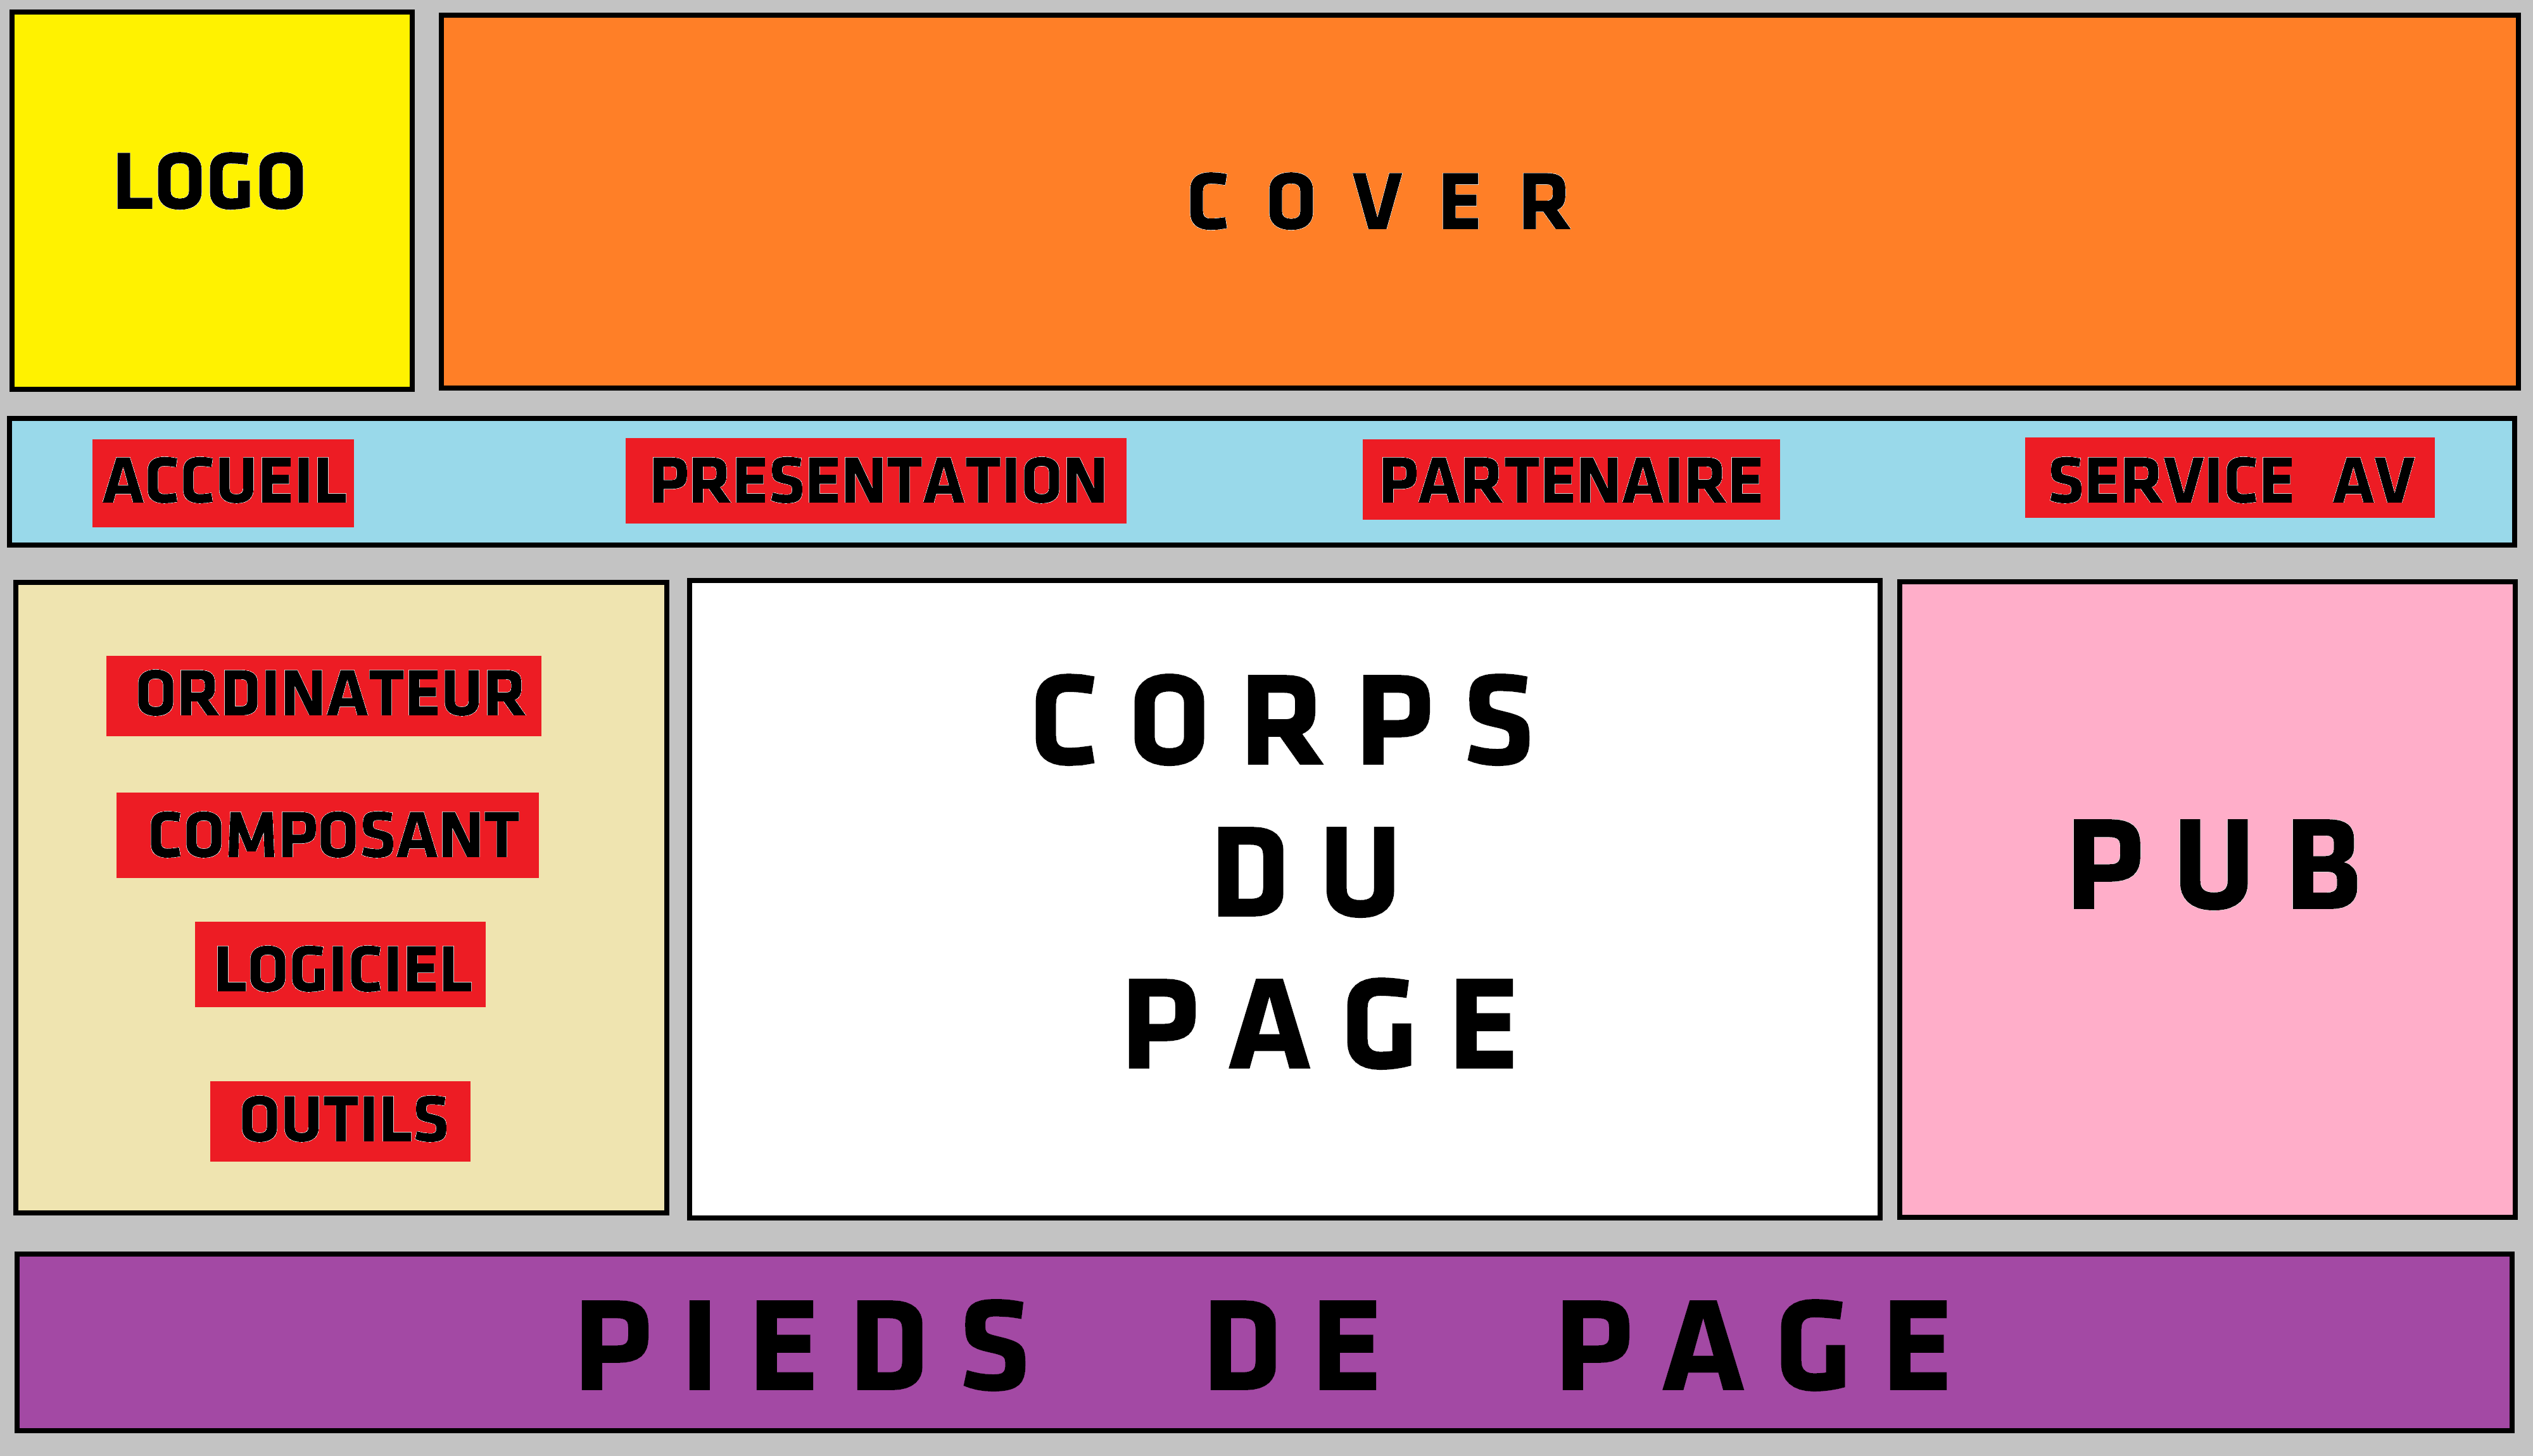 LOGO
COVER
ACCUEIL
PRESENTATION
PARTENAIRE
SERVICE AV
ORDINATEUR
COMPOSANT
LOGICIEL
OUTILS
CORPS
DU
PAGE
PUB
PIEDS DE PAGE